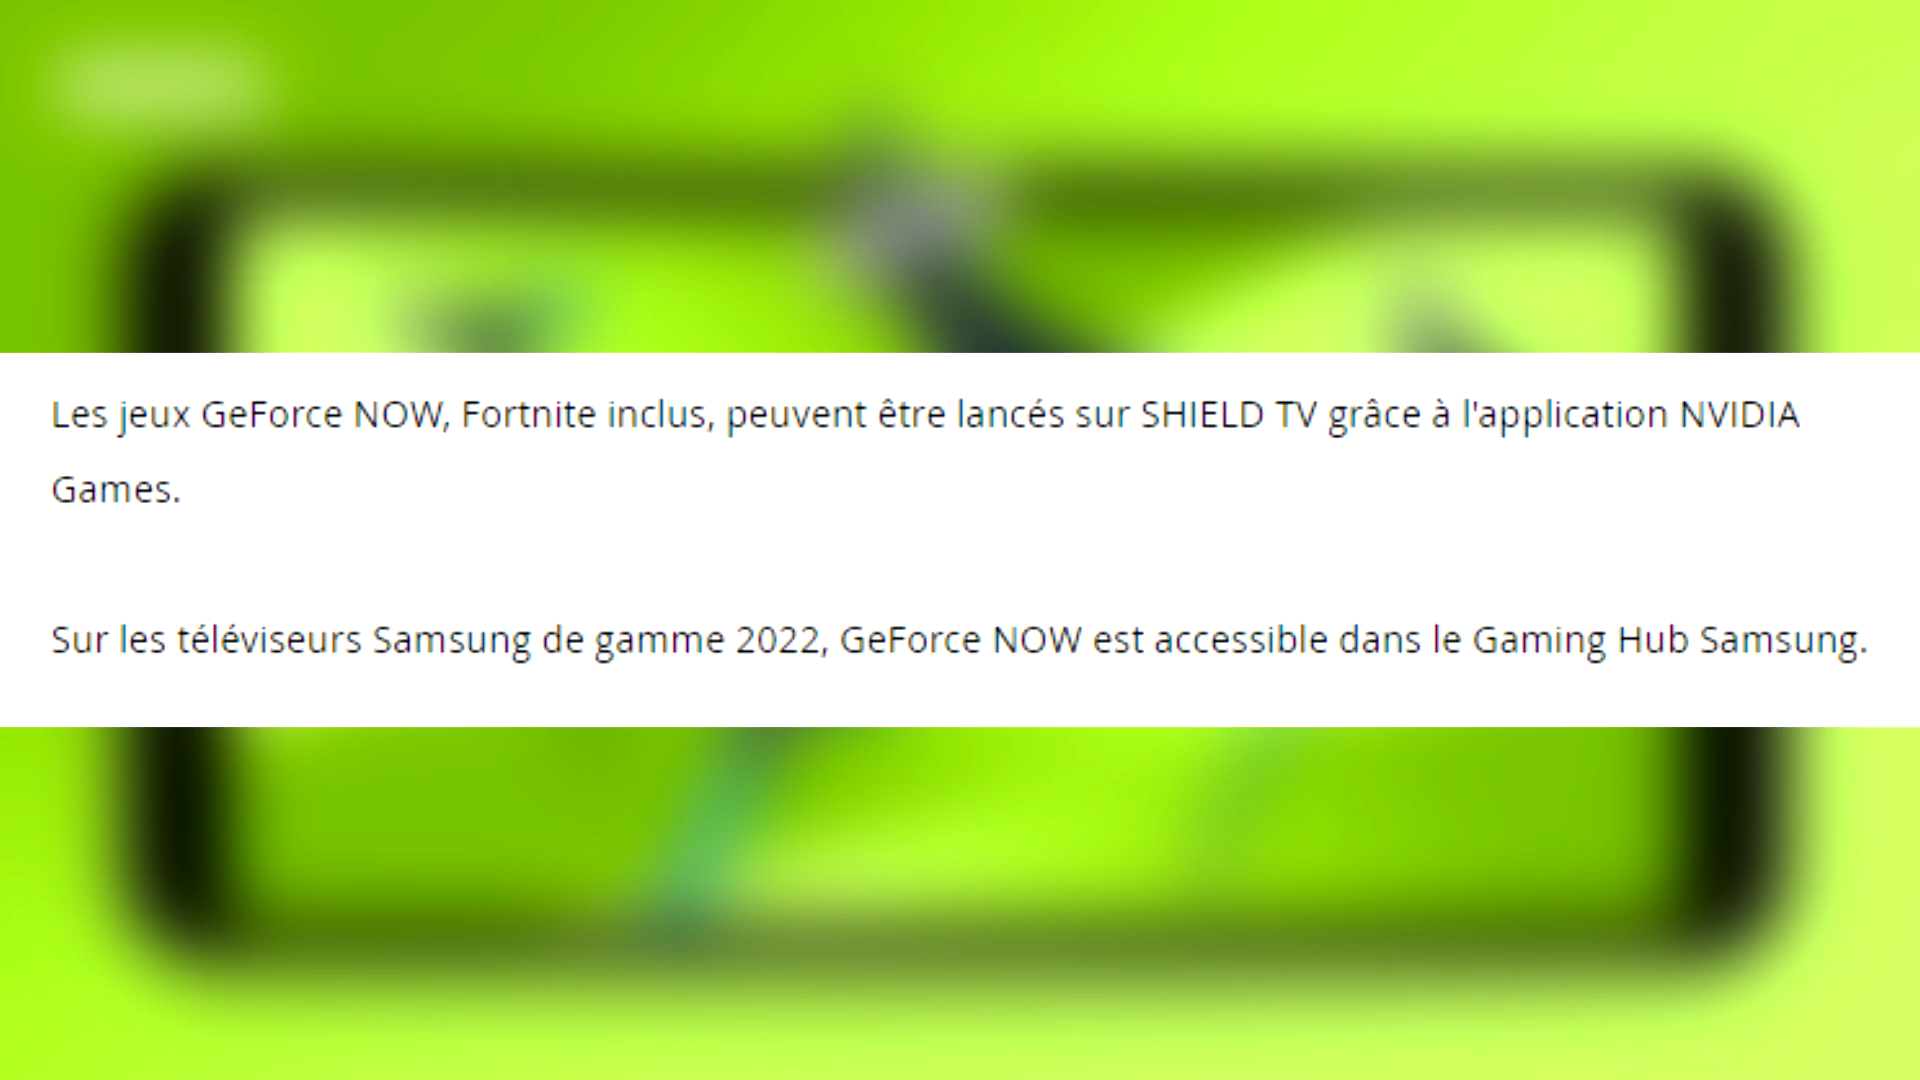 Les jeux GeForce NOW, Fortnite inclus, peuvent être lancés sur SHIELD TV grâce à l'application NVIDIA
Games.
Sur les téléviseurs Samsung de gamme 2022, GeForce NOW est accessible dans le Gaming Hub Samsung.